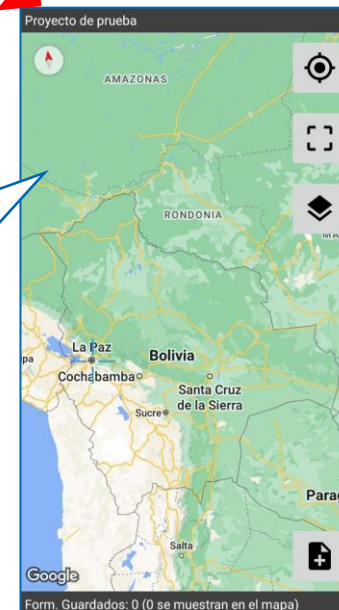 Proyecto de prueba
AMAZONAS
RONDONIA
La Paz
Bolivia
Cochabamba
Santa Cruz
de la Sierra
Sucre
Salta
Google
Form. Guardados: 0 (0 se muestran en el mapa)